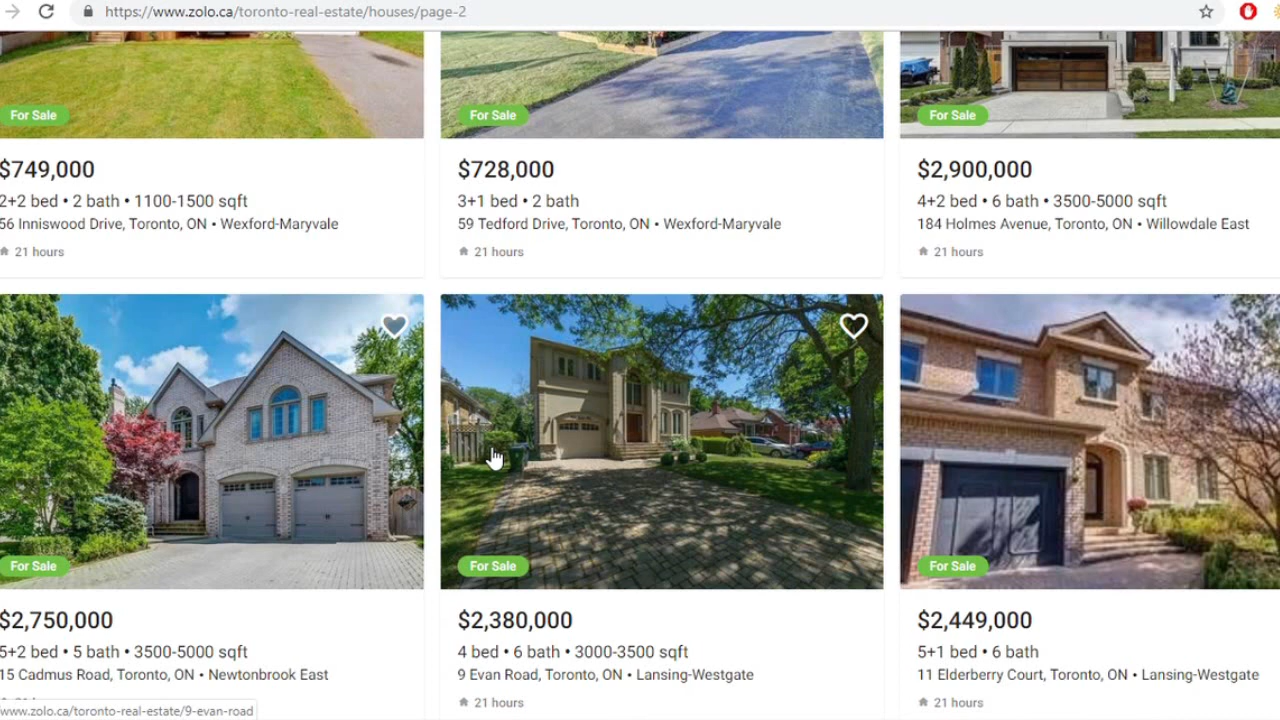 https://www.zolo.ca/toronto-real-estate/houses/page-2
For Sale
For Sale
For Sale
$749,000
2+2 bed • 2 bath • 1100-1500 sqft
56 Inniswood Drive, Toronto, ON • Wexford-Maryvale
21 hours
$728,000
3+1 bed • 2 bath
59 Tedford Drive, Toronto, ON • Wexford-Maryvale
21 hours
$2,900,000
4+2 bed • 6 bath • 3500-5000 sqft
184 Holmes Avenue, Toronto, ON • Willowdale East
21 hours
For Sale
For Sale
For Sale
$2,750,000
5+2 bed • 5 bath • 3500-5000 sqft
15 Cadmus Road, Toronto, ON • Newtonbrook East
$2,380,000
4 bed • 6 bath • 3000-3500 sqft
9 Evan Road, Toronto, ON • Lansing-Westgate
21 hours
$2,449,000
5+1 bed • 6 bath
11 Elderberry Court, Toronto, ON • Lansing-Westgate
21 hours
www.zolo.ca/toronto-real-estate/9-evan-road